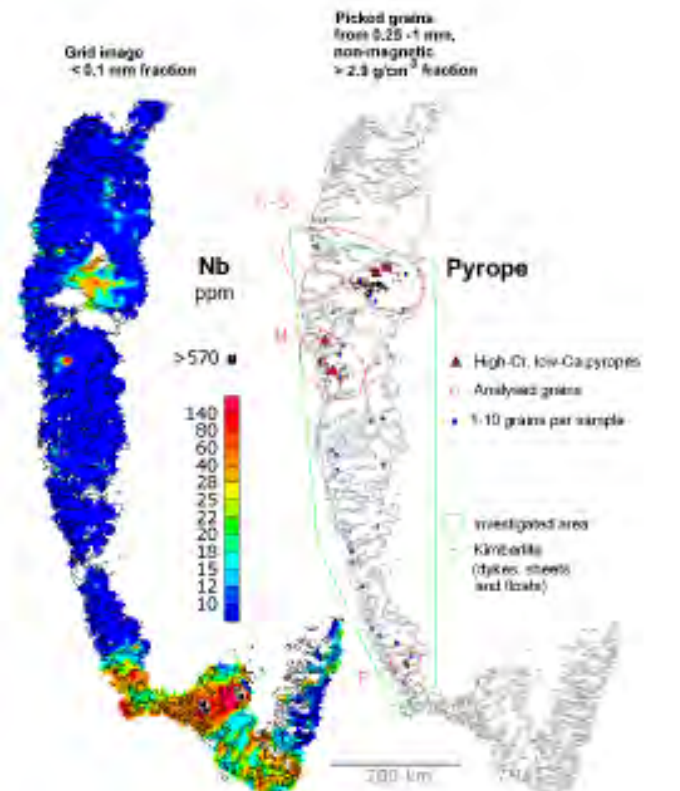 Grid image
< 0.1 mm fraction
Picked grains
from 0.25 -1 mm,
non-magnetic
> 2.9 g/cm³ fraction
Nb
ppm
>570
140
80
60
40
28
25
22
20
18
15
12
10
Pyrope
High-Cr, low-Ca pyropes
Analysed grains
1-10 grains per sample
Investigated area
Kimberlite
(dykes, sheets
and floats)
M
F
200 km